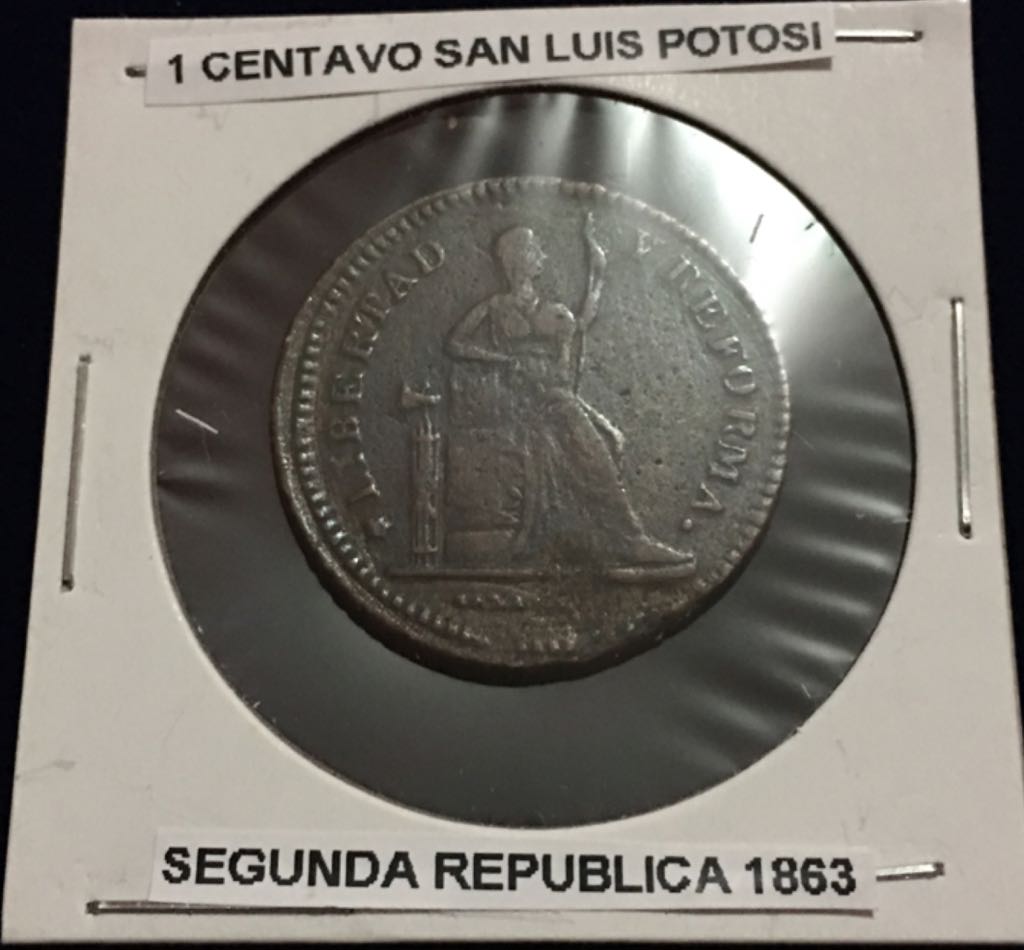 1 CENTAVO SAN LUIS POTOSI
LIBERTAD Y REFORMA.
SEGUNDA REPUBLICA 1863